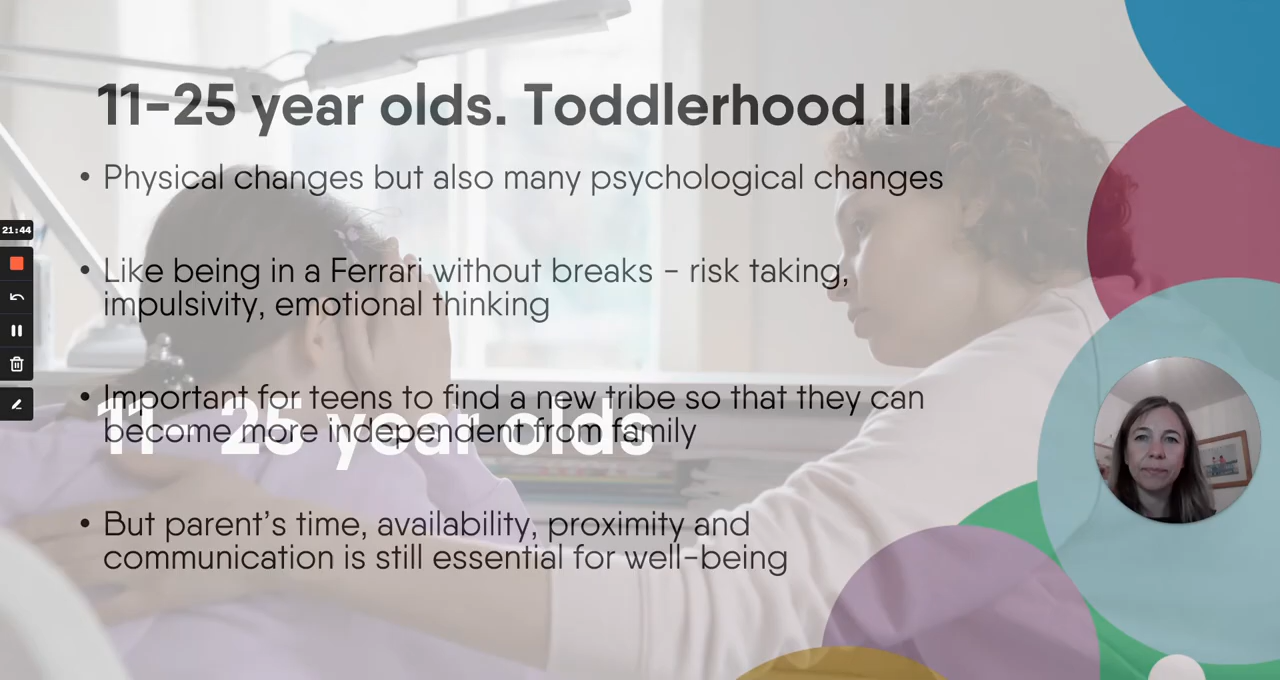 11-25 year olds. Toddlerhood II
• Physical changes but also many psychological changes
• Like being in a Ferrari without breaks - risk taking,
impulsivity, emotional thinking
21:44
• Important for teens to find a new tribe so that they can
become more independent from family
11 - 25 year olds
• But parent's time, availability, proximity and
communication is still essential for well-being